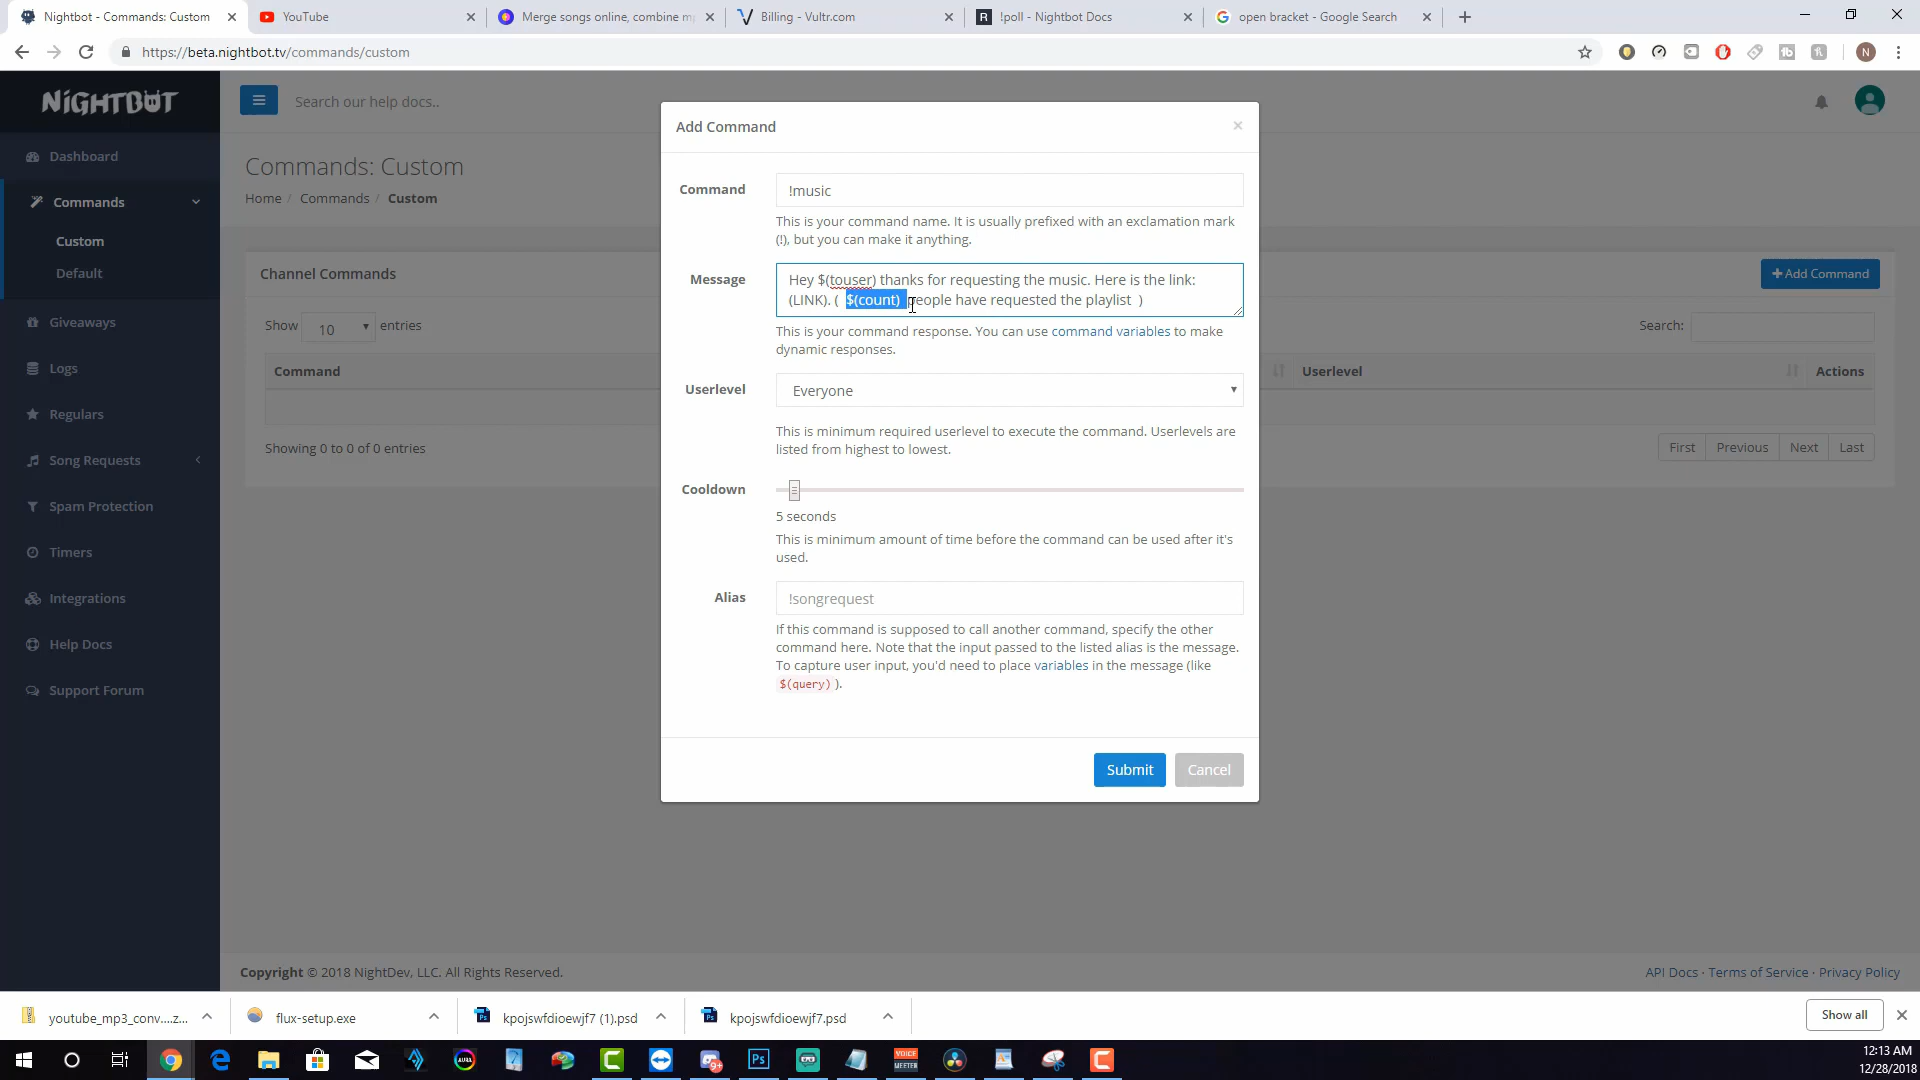 Nightbot - Commands: Custom
YouTube
Merge songs online, combine mp
Billing - Vultr.com
!poll - Nightbot Docs
open bracket - Google Search
https://beta.nightbot.tv/commands/custom
N
NIGHTBOT
Search our help docs..
Dashboard
Commands
Custom
Default
Giveaways
Logs
Regulars
Song Requests
Spam Protection
Timers
Integrations
Help Docs
Support Forum
Commands: Custom
Home / Commands / Custom
Channel Commands
Add Command
Show 10 entries
Search:
Command
Userlevel
Actions
Showing 0 to 0 of 0 entries
First Previous Next Last
Add Command
Command
!music
This is your command name. It is usually prefixed with an exclamation mark
(!), but you can make it anything.
Message
Hey $(touser) thanks for requesting the music. Here is the link:
(LINK). ( $(count) people have requested the playlist )
This is your command response. You can use command variables to make
dynamic responses.
Userlevel
Everyone
This is minimum required userlevel to execute the command. Userlevels are
listed from highest to lowest.
Cooldown
5 seconds
This is minimum amount of time before the command can be used after it's
used.
Alias
!songrequest
If this command is supposed to call another command, specify the other
command here. Note that the input passed to the listed alias is the message.
To capture user input, you'd need to place variables in the message (like
$(query) ).
Submit
Cancel
Copyright © 2018 NightDev, LLC. All Rights Reserved.
API Docs · Terms of Service · Privacy Policy
youtube_mp3_conv....z...
flux-setup.exe
kpojswfdioewjf7 (1).psd
kpojswfdioewjf7.psd
Show all
AURA
Ps
9+
VOICE
MEETER
12:13 AM
12/28/2018